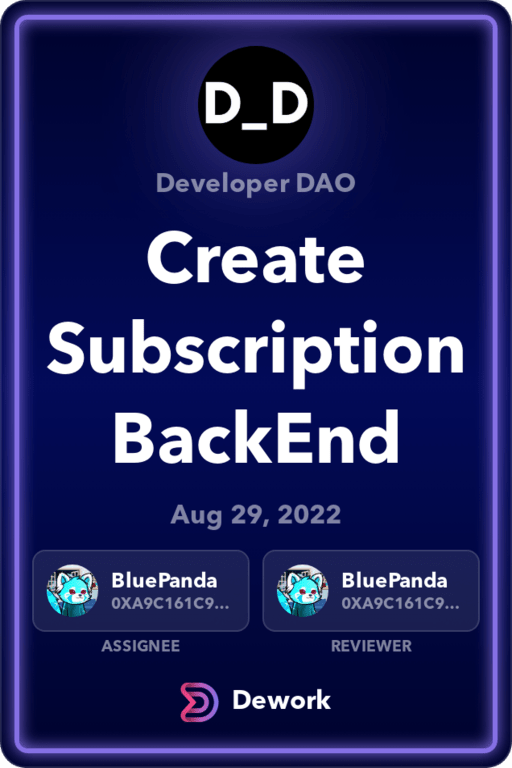 D_D
Developer DAO
Create
Subscription
BackEnd
Aug 29, 2022
BluePanda
0XA9C161C9...
ASSIGNEE
BluePanda
0XA9C161C9...
REVIEWER
Dework